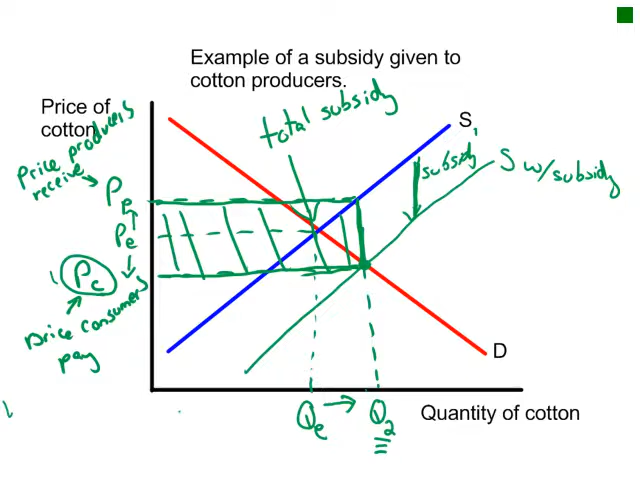 Example of a subsidy given to
cotton producers.
Price of
cotton
total subsidy
S1
subsidy
S w/subsidy
Price producers
receive
Pp
Pe
Pc
price consumers
pay
D
Qe
Q2
Quantity of cotton